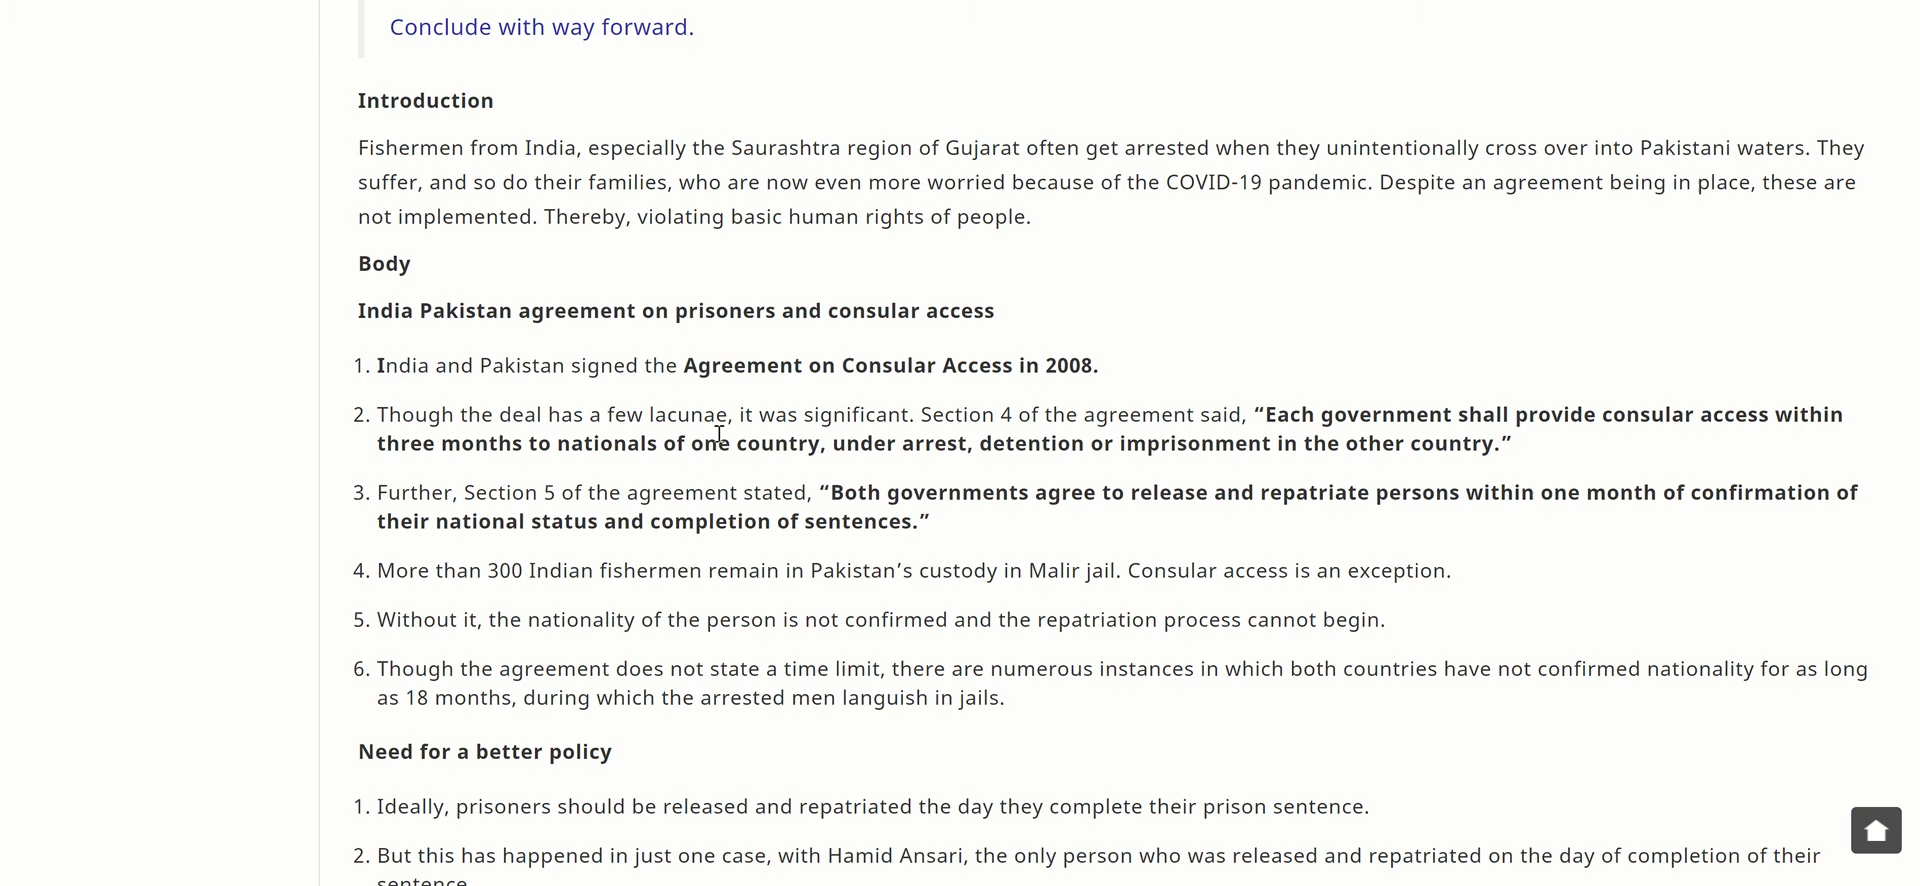 Conclude with way forward.
Introduction
Fishermen from India, especially the Saurashtra region of Gujarat often get arrested when they unintentionally cross over into Pakistani waters. They
suffer, and so do their families, who are now even more worried because of the COVID-19 pandemic. Despite an agreement being in place, these are
not implemented. Thereby, violating basic human rights of people.
Body
India Pakistan agreement on prisoners and consular access
1. India and Pakistan signed the Agreement on Consular Access in 2008.
2. Though the deal has a few lacunae, it was significant. Section 4 of the agreement said, “Each government shall provide consular access within
three months to nationals of one country, under arrest, detention or imprisonment in the other country.”
3. Further, Section 5 of the agreement stated, “Both governments agree to release and repatriate persons within one month of confirmation of
their national status and completion of sentences.”
4. More than 300 Indian fishermen remain in Pakistan’s custody in Malir jail. Consular access is an exception.
5. Without it, the nationality of the person is not confirmed and the repatriation process cannot begin.
6. Though the agreement does not state a time limit, there are numerous instances in which both countries have not confirmed nationality for as long
as 18 months, during which the arrested men languish in jails.
Need for a better policy
1. Ideally, prisoners should be released and repatriated the day they complete their prison sentence.
2. But this has happened in just one case, with Hamid Ansari, the only person who was released and repatriated on the day of completion of their
sentence